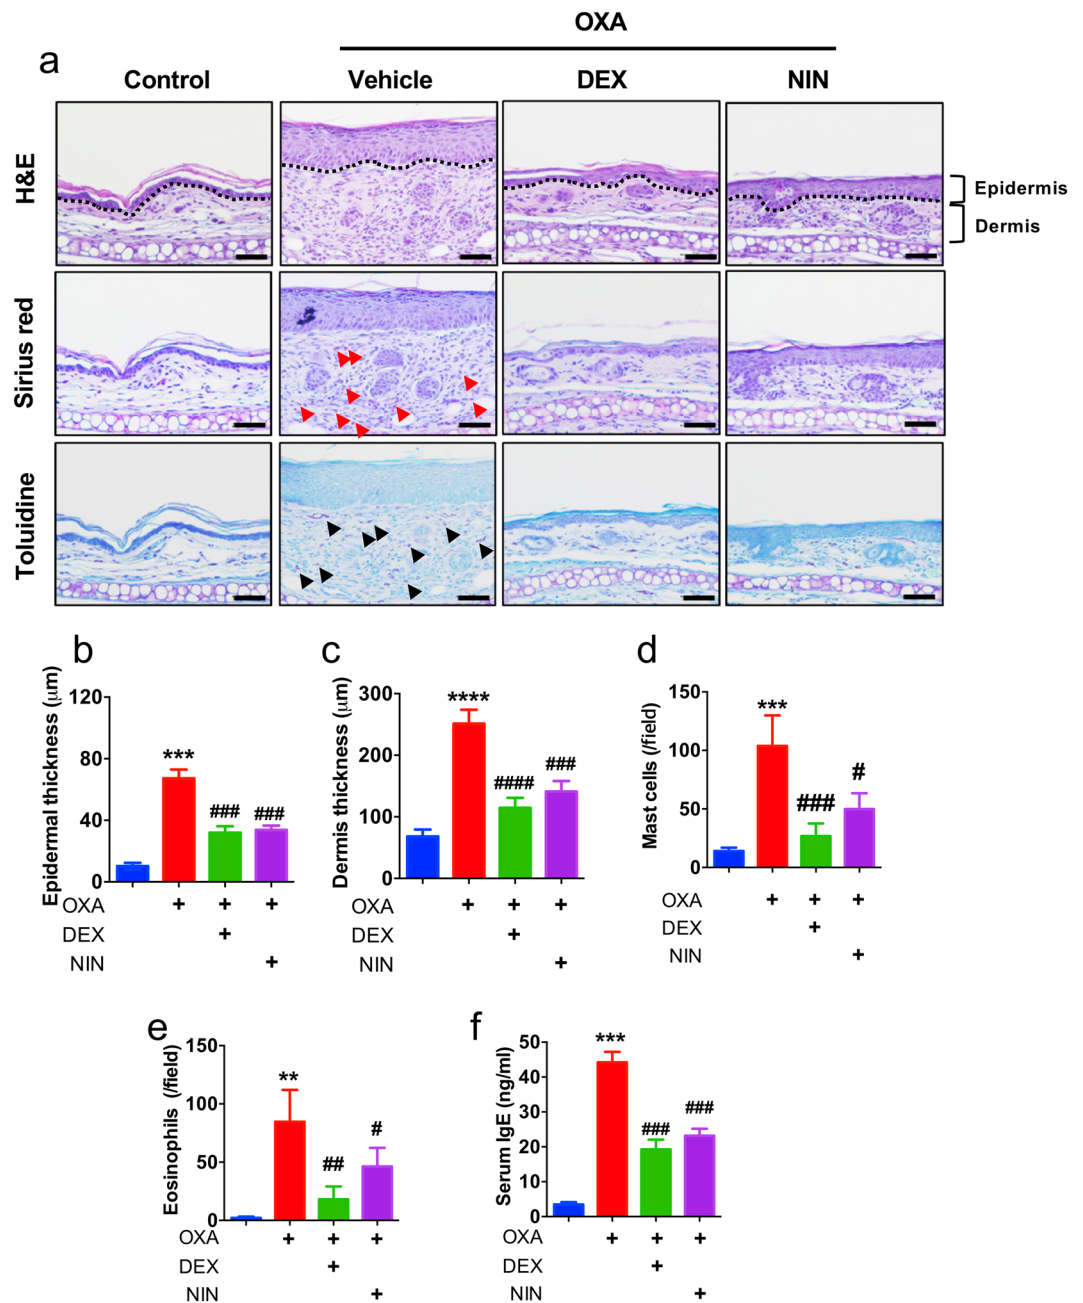 OXA
a
Control Vehicle DEX NIN
H&E
Epidermis
Dermis
Sirius red
Toluidine
b
Epidermal thickness (μm)
120
80
40
0
***
###
###
OXA + + +
DEX +
NIN +
c
Dermis thickness (μm)
300
200
100
0
****
####
###
OXA + + +
DEX +
NIN +
d
Mast cells (/field)
150
100
50
0
***
###
#
OXA + + +
DEX +
NIN +
e
Eosinophils (/field)
150
100
50
0
**
##
#
OXA + + +
DEX +
NIN +
f
Serum IgE (ng/ml)
50
40
30
20
10
0
***
###
###
OXA + + +
DEX +
NIN +